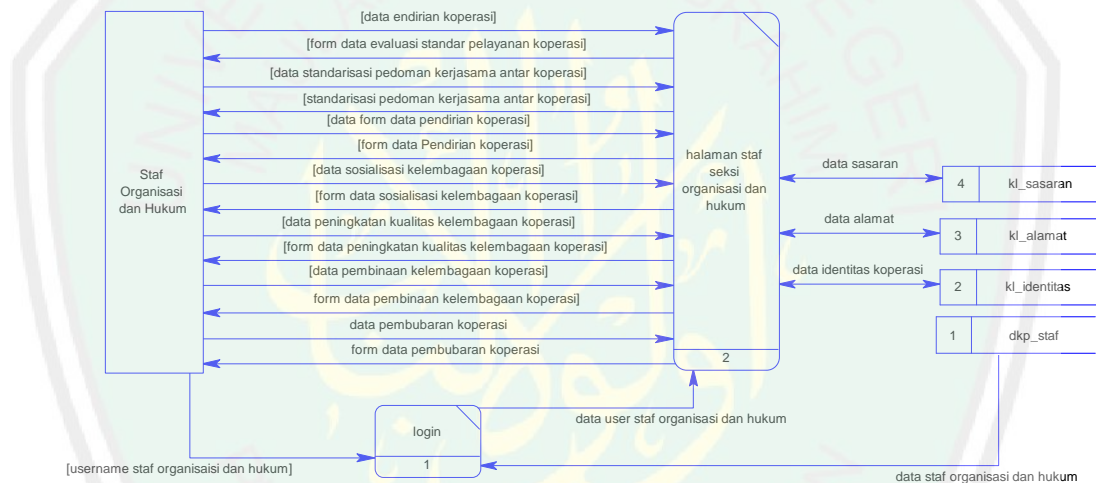 [data endirian koperasi]
[form data evaluasi standar pelayanan koperasi]
[data standarisasi pedoman kerjasama antar koperasi]
[standarisasi pedoman kerjasama antar koperasi]
[data form data pendirian koperasi]
[form data Pendirian koperasi]
[data sosialisasi kelembagaan koperasi]
form data sosialisasi kelembagaan koperasi]
[data peningkatan kualitas kelembagaan koperasi]
[form data peningkatan kualitas kelembagaan koperasi]
[data pembinaan kelembagaan koperasi]
form data pembinaan kelembagaan koperasi]
data pembubaran koperasi
form data pembubaran koperasi
Staf
Organisasi
dan Hukum
halaman staf
seksi
organisasi dan
hukum
2
data sasaran
4 kl_sasaran
data alamat
3 kl_alamat
data identitas koperasi
2 kl_identitas
1 dkp_staf
login
1
data user staf organisasi dan hukum
[username staf organisaisi dan hukum]
data staf organisasi dan hukum